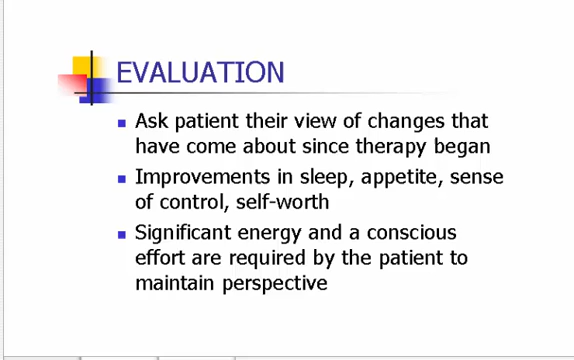 EVALUATION
Ask patient their view of changes that
have come about since therapy began
Improvements in sleep, appetite, sense
of control, self-worth
Significant energy and a conscious
effort are required by the patient to
maintain perspective